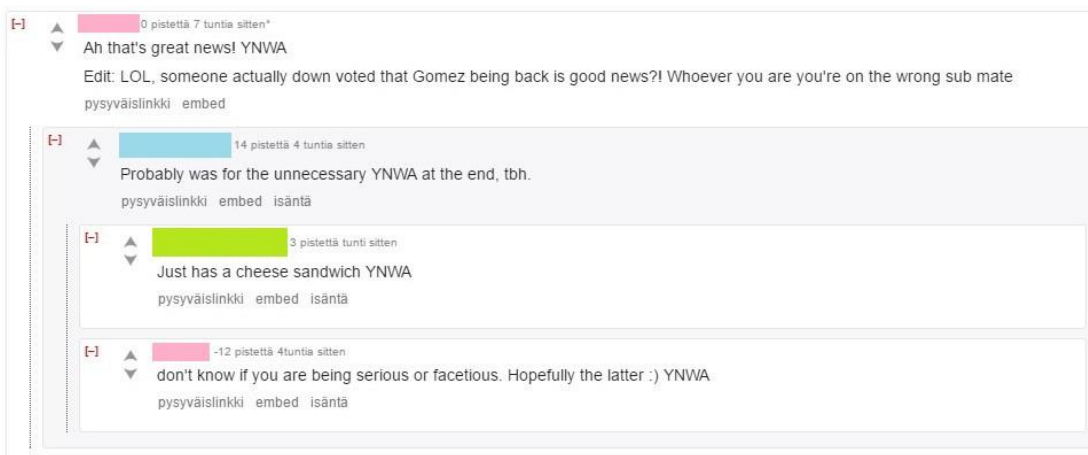 [–] 0 pistettä 7 tuntia sitten*
Ah that's great news! YNWA
Edit: LOL, someone actually down voted that Gomez being back is good news?! Whoever you are you're on the wrong sub mate
pysyväislinkki embed
[–] 14 pistettä 4 tuntia sitten
Probably was for the unnecessary YNWA at the end, tbh.
pysyväislinkki embed isäntä
[–] 3 pistettä tunti sitten
Just has a cheese sandwich YNWA
pysyväislinkki embed isäntä
[–] -12 pistettä 4tuntia sitten
don't know if you are being serious or facetious. Hopefully the latter :) YNWA
pysyväislinkki embed isäntä